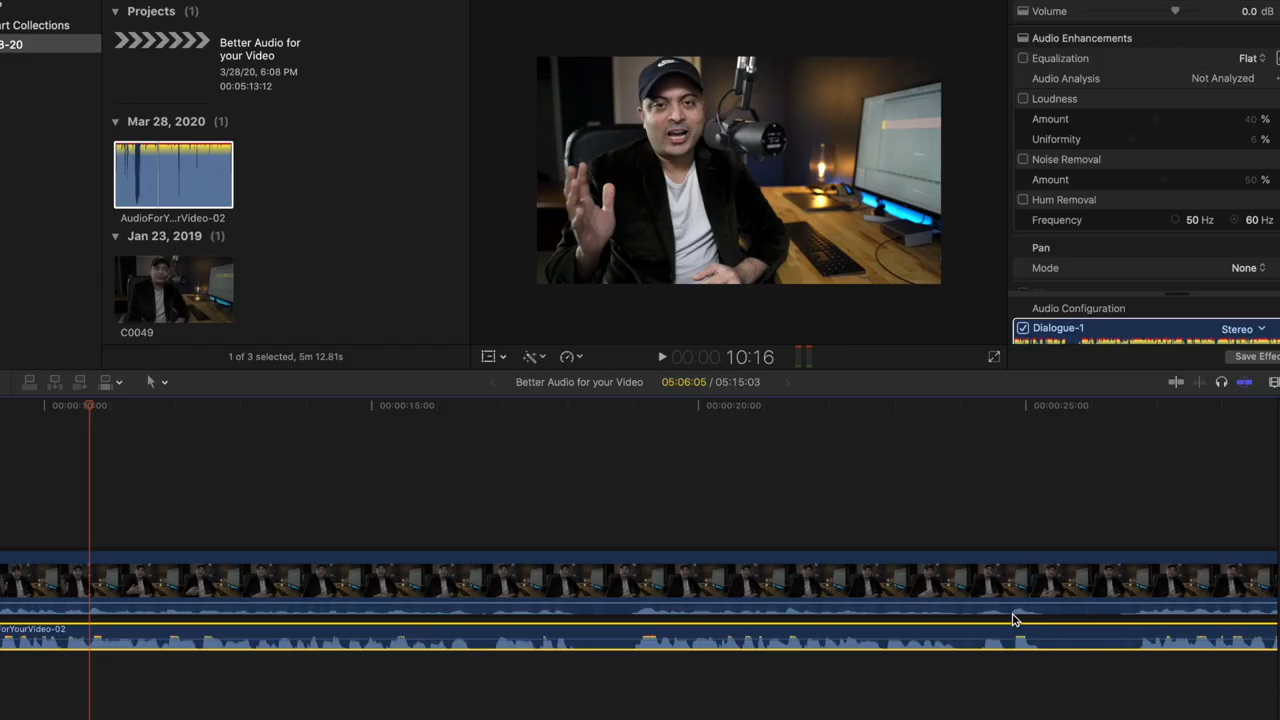 Projects (1)
art Collections
8-20
Better Audio for
your Video
3/28/20, 6:08 PM
00:05:13:12
Mar 28, 2020 (1)
AudioForY...rVideo-02
Jan 23, 2019 (1)
C0049
1 of 3 selected, 5m 12.81s
00:00:10:16
Volume 0.0 dB
Audio Enhancements
Equalization Flat
Audio Analysis Not Analyzed
Loudness
Amount 40 %
Uniformity 6 %
Noise Removal
Amount 50 %
Hum Removal
Frequency 50 Hz 60 Hz
Pan
Mode None
Audio Configuration
Dialogue-1 Stereo
Save Effec
Better Audio for your Video 05:06:05 / 05:15:03
00:00:10:00 00:00:15:00 00:00:20:00 00:00:25:00
orYourVideo-02